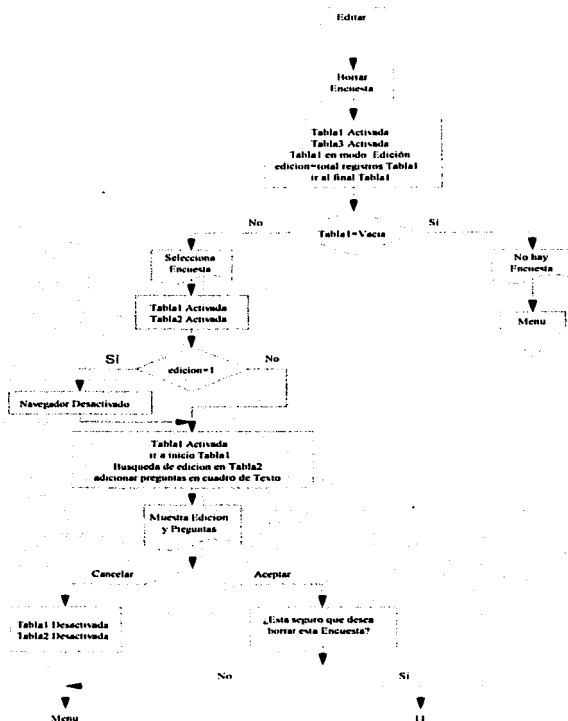 Editar
Borrar
Encuesta
Tabla1 Activada
Tabla3 Activada
Tabla1 en modo Edición
edicion=total registros Tabla1
ir al final Tabla1
No
Tabla1=Vacia
Si
Selecciona
Encuesta
No hay
Encuesta
Tabla1 Activada
Tabla2 Activada
Menu
Si
edicion=1
No
Navegador Desactivado
Tabla1 Activada
ir a inicio Tabla1
Busqueda de edicion en Tabla2
adicionar preguntas en cuadro de Texto
Muestra Edicion
y Preguntas
Cancelar
Aceptar
Tabla1 Desactivada
Tabla2 Desactivada
¿Esta seguro que desea
borrar esta Encuesta?
No
Si
Menu
11